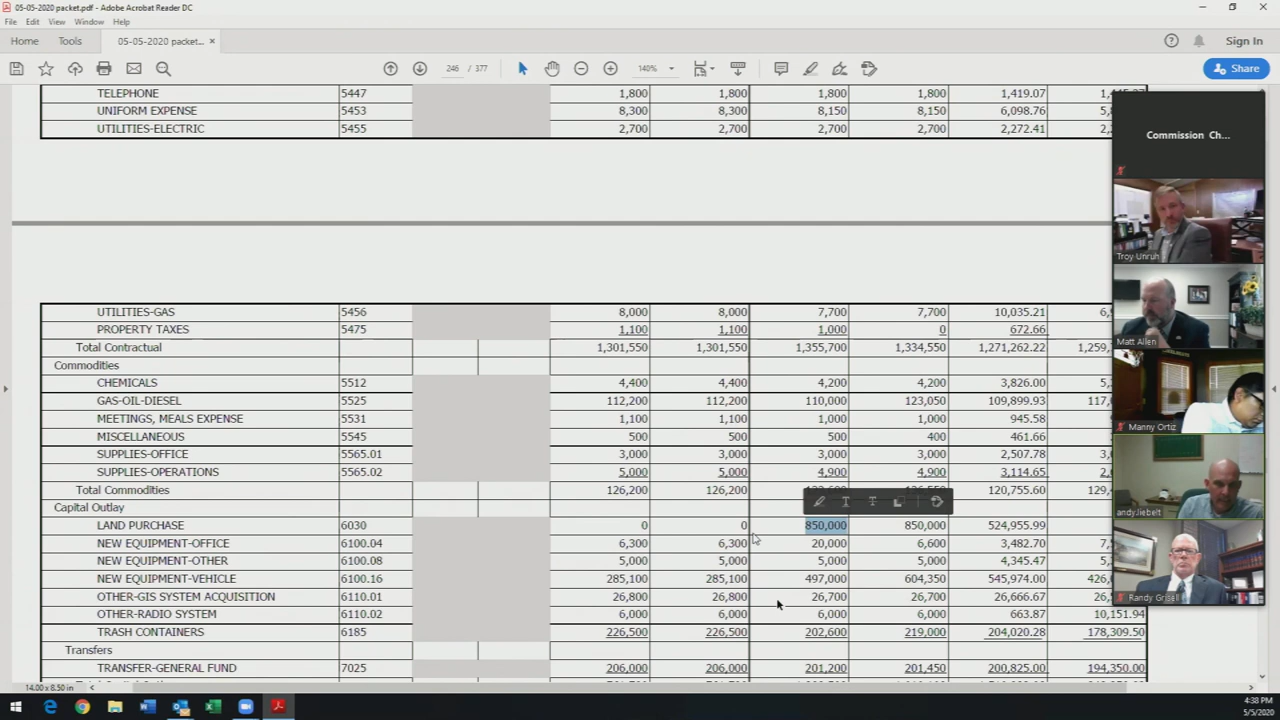 05-05-2020 packet.pdf - Adobe Acrobat Reader DC
File Edit View Window Help
Home Tools 05-05-2020 packet... × Sign In
246 / 377 140% Share
TELEPHONE 5447 1,800 1,800 1,800 1,800 1,419.07
UNIFORM EXPENSE 5453 8,300 8,300 8,150 8,150 6,098.76
UTILITIES-ELECTRIC 5455 2,700 2,700 2,700 2,700 2,272.41
UTILITIES-GAS 5456 8,000 8,000 7,700 7,700 10,035.21
PROPERTY TAXES 5475 1,100 1,100 1,000 0 672.66
Total Contractual 1,301,550 1,301,550 1,355,700 1,334,550 1,271,262.22 1,259,
Commodities
CHEMICALS 5512 4,400 4,400 4,200 4,200 3,826.00
GAS-OIL-DIESEL 5525 112,200 112,200 110,000 123,050 109,899.93 117,
MEETINGS, MEALS EXPENSE 5531 1,100 1,100 1,000 1,000 945.58
MISCELLANEOUS 5545 500 500 500 400 461.66
SUPPLIES-OFFICE 5565.01 3,000 3,000 3,000 3,000 2,507.78
SUPPLIES-OPERATIONS 5565.02 5,000 5,000 4,900 4,900 3,114.65
Total Commodities 126,200 126,200 120,755.60 129,
Capital Outlay
LAND PURCHASE 6030 0 0 850,000 850,000 524,955.99
NEW EQUIPMENT-OFFICE 6100.04 6,300 6,300 20,000 6,600 3,482.70
NEW EQUIPMENT-OTHER 6100.08 5,000 5,000 5,000 5,000 4,345.47
NEW EQUIPMENT-VEHICLE 6100.16 285,100 285,100 497,000 604,350 545,974.00 426,
OTHER-GIS SYSTEM ACQUISITION 6110.01 26,800 26,800 26,700 26,700 26,666.67
OTHER-RADIO SYSTEM 6110.02 6,000 6,000 6,000 6,000 663.87 10,151.94
TRASH CONTAINERS 6185 226,500 226,500 202,600 219,000 204,020.28 178,309.50
Transfers
TRANSFER-GENERAL FUND 7025 206,000 206,000 201,200 201,450 200,825.00 194,350.00
14.00 x 8.50 in
Commission Ch...
Troy Unruh
Matt Allen
Manny Ortiz
andy.liebelt
Randy Grisell
4:38 PM
5/5/2020